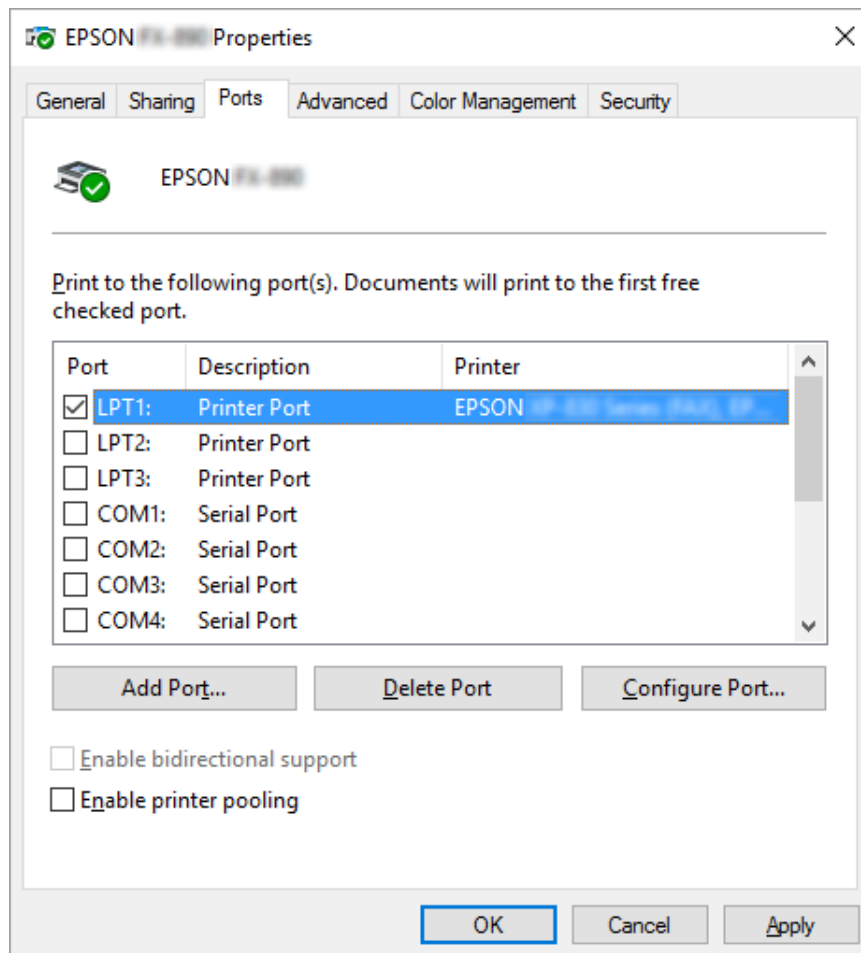 EPSON Properties
General Sharing Ports Advanced Color Management Security
EPSON
Print to the following port(s). Documents will print to the first free
checked port.
Port Description Printer
LPT1: Printer Port EPSON
LPT2: Printer Port
LPT3: Printer Port
COM1: Serial Port
COM2: Serial Port
COM3: Serial Port
COM4: Serial Port
Add Port... Delete Port Configure Port...
Enable bidirectional support
Enable printer pooling
OK Cancel Apply